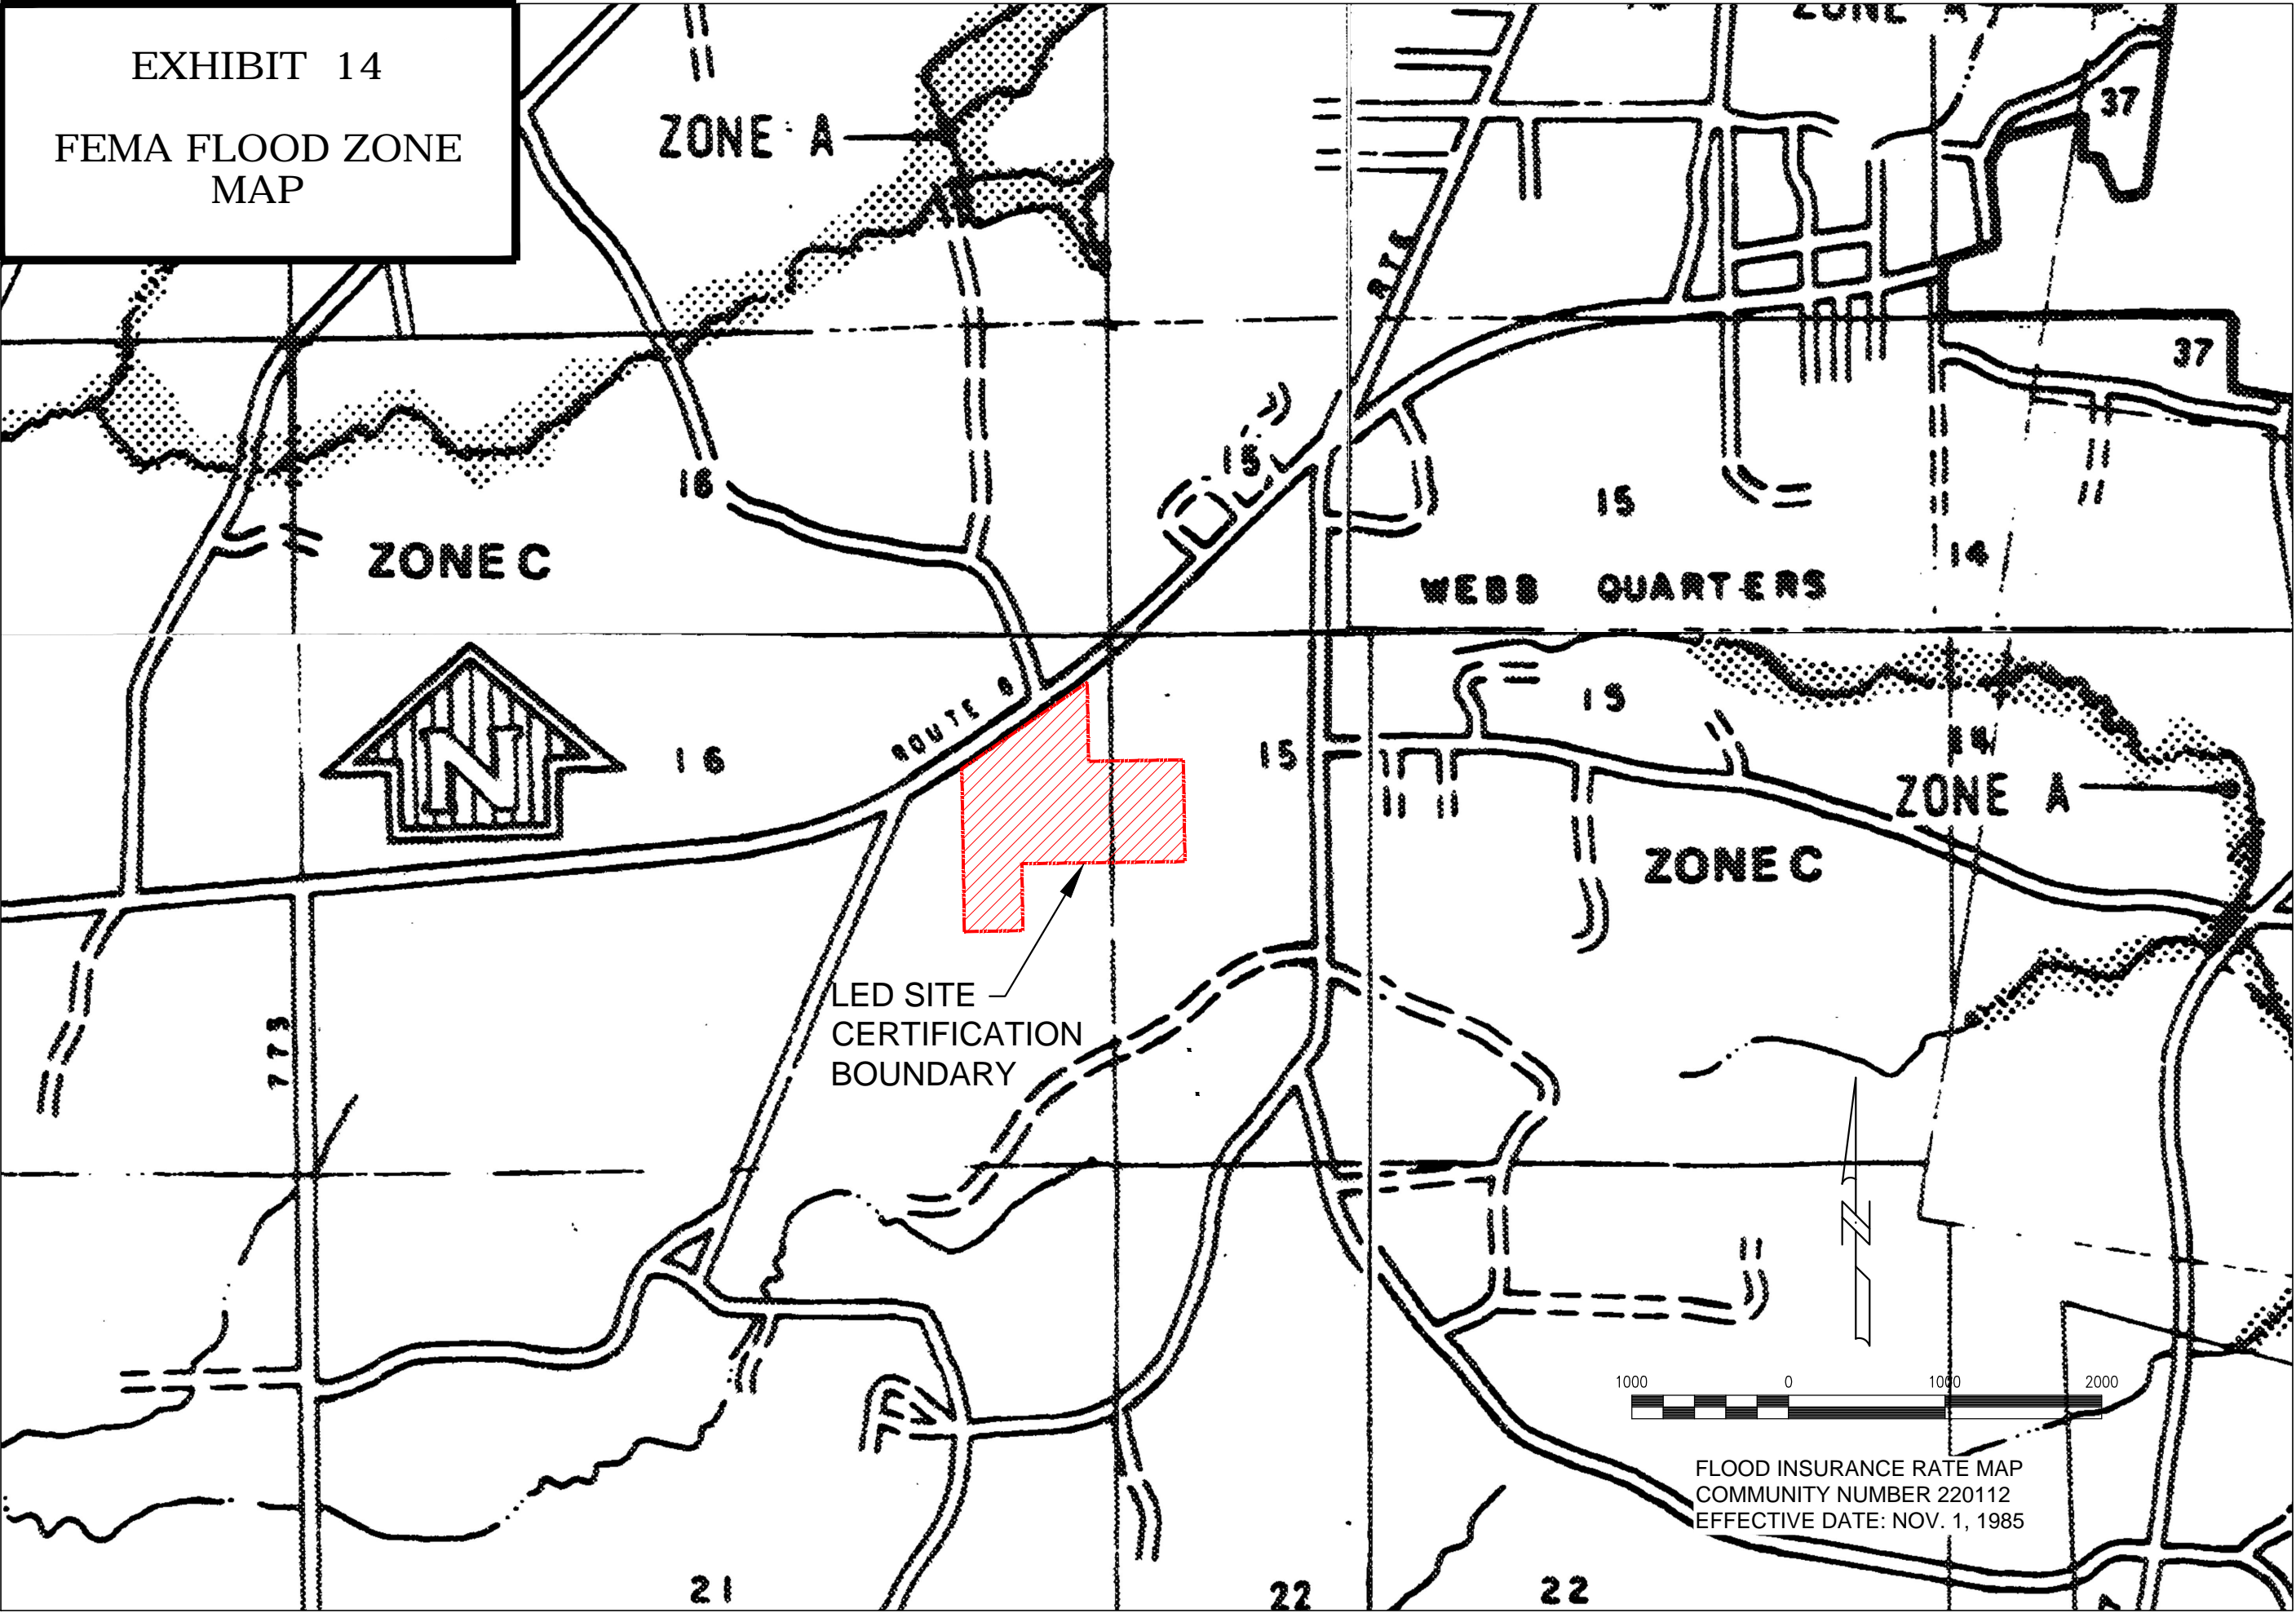 EXHIBIT 14
FEMA FLOOD ZONE
MAP
ZONE A
ZONE A
37
RTE
37
15
16
15
ZONE C
14
WEBB QUARTERS
N
ROUTE
16
15
15
ZONE A
ZONE C
LED SITE
CERTIFICATION
BOUNDARY
773
N
1000 0 1000 2000
FLOOD INSURANCE RATE MAP
COMMUNITY NUMBER 220112
EFFECTIVE DATE: NOV. 1, 1985
21
22
22